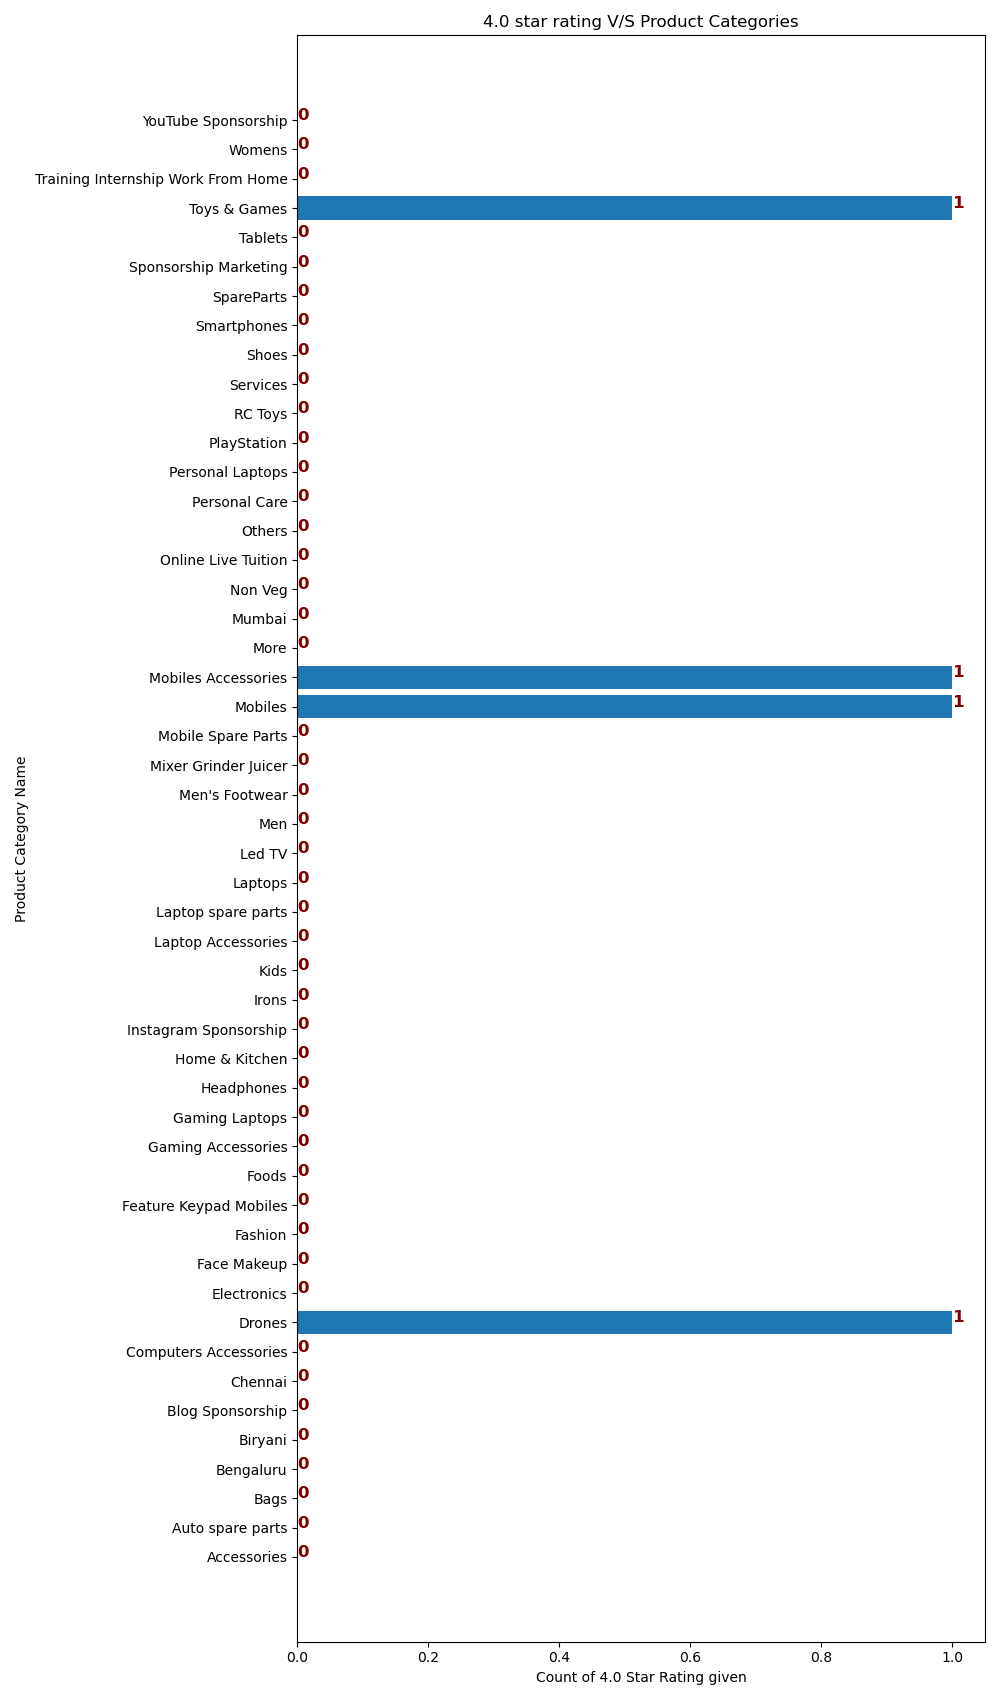 4.0 star rating V/S Product Categories
YouTube Sponsorship 0
Womens 0
Training Internship Work From Home 0
Toys & Games 1
Tablets 0
Sponsorship Marketing 0
SpareParts 0
Smartphones 0
Shoes 0
Services 0
RC Toys 0
PlayStation 0
Personal Laptops 0
Personal Care 0
Others 0
Online Live Tuition 0
Non Veg 0
Mumbai 0
More 0
Mobiles Accessories 1
Mobiles 1
Mobile Spare Parts 0
Mixer Grinder Juicer 0
Men's Footwear 0
Men 0
Led TV 0
Laptops 0
Laptop spare parts 0
Laptop Accessories 0
Kids 0
Irons 0
Instagram Sponsorship 0
Home & Kitchen 0
Headphones 0
Gaming Laptops 0
Gaming Accessories 0
Foods 0
Feature Keypad Mobiles 0
Fashion 0
Face Makeup 0
Electronics 0
Drones 1
Computers Accessories 0
Chennai 0
Blog Sponsorship 0
Biryani 0
Bengaluru 0
Bags 0
Auto spare parts 0
Accessories 0
Product Category Name
0.0 0.2 0.4 0.6 0.8 1.0
Count of 4.0 Star Rating given